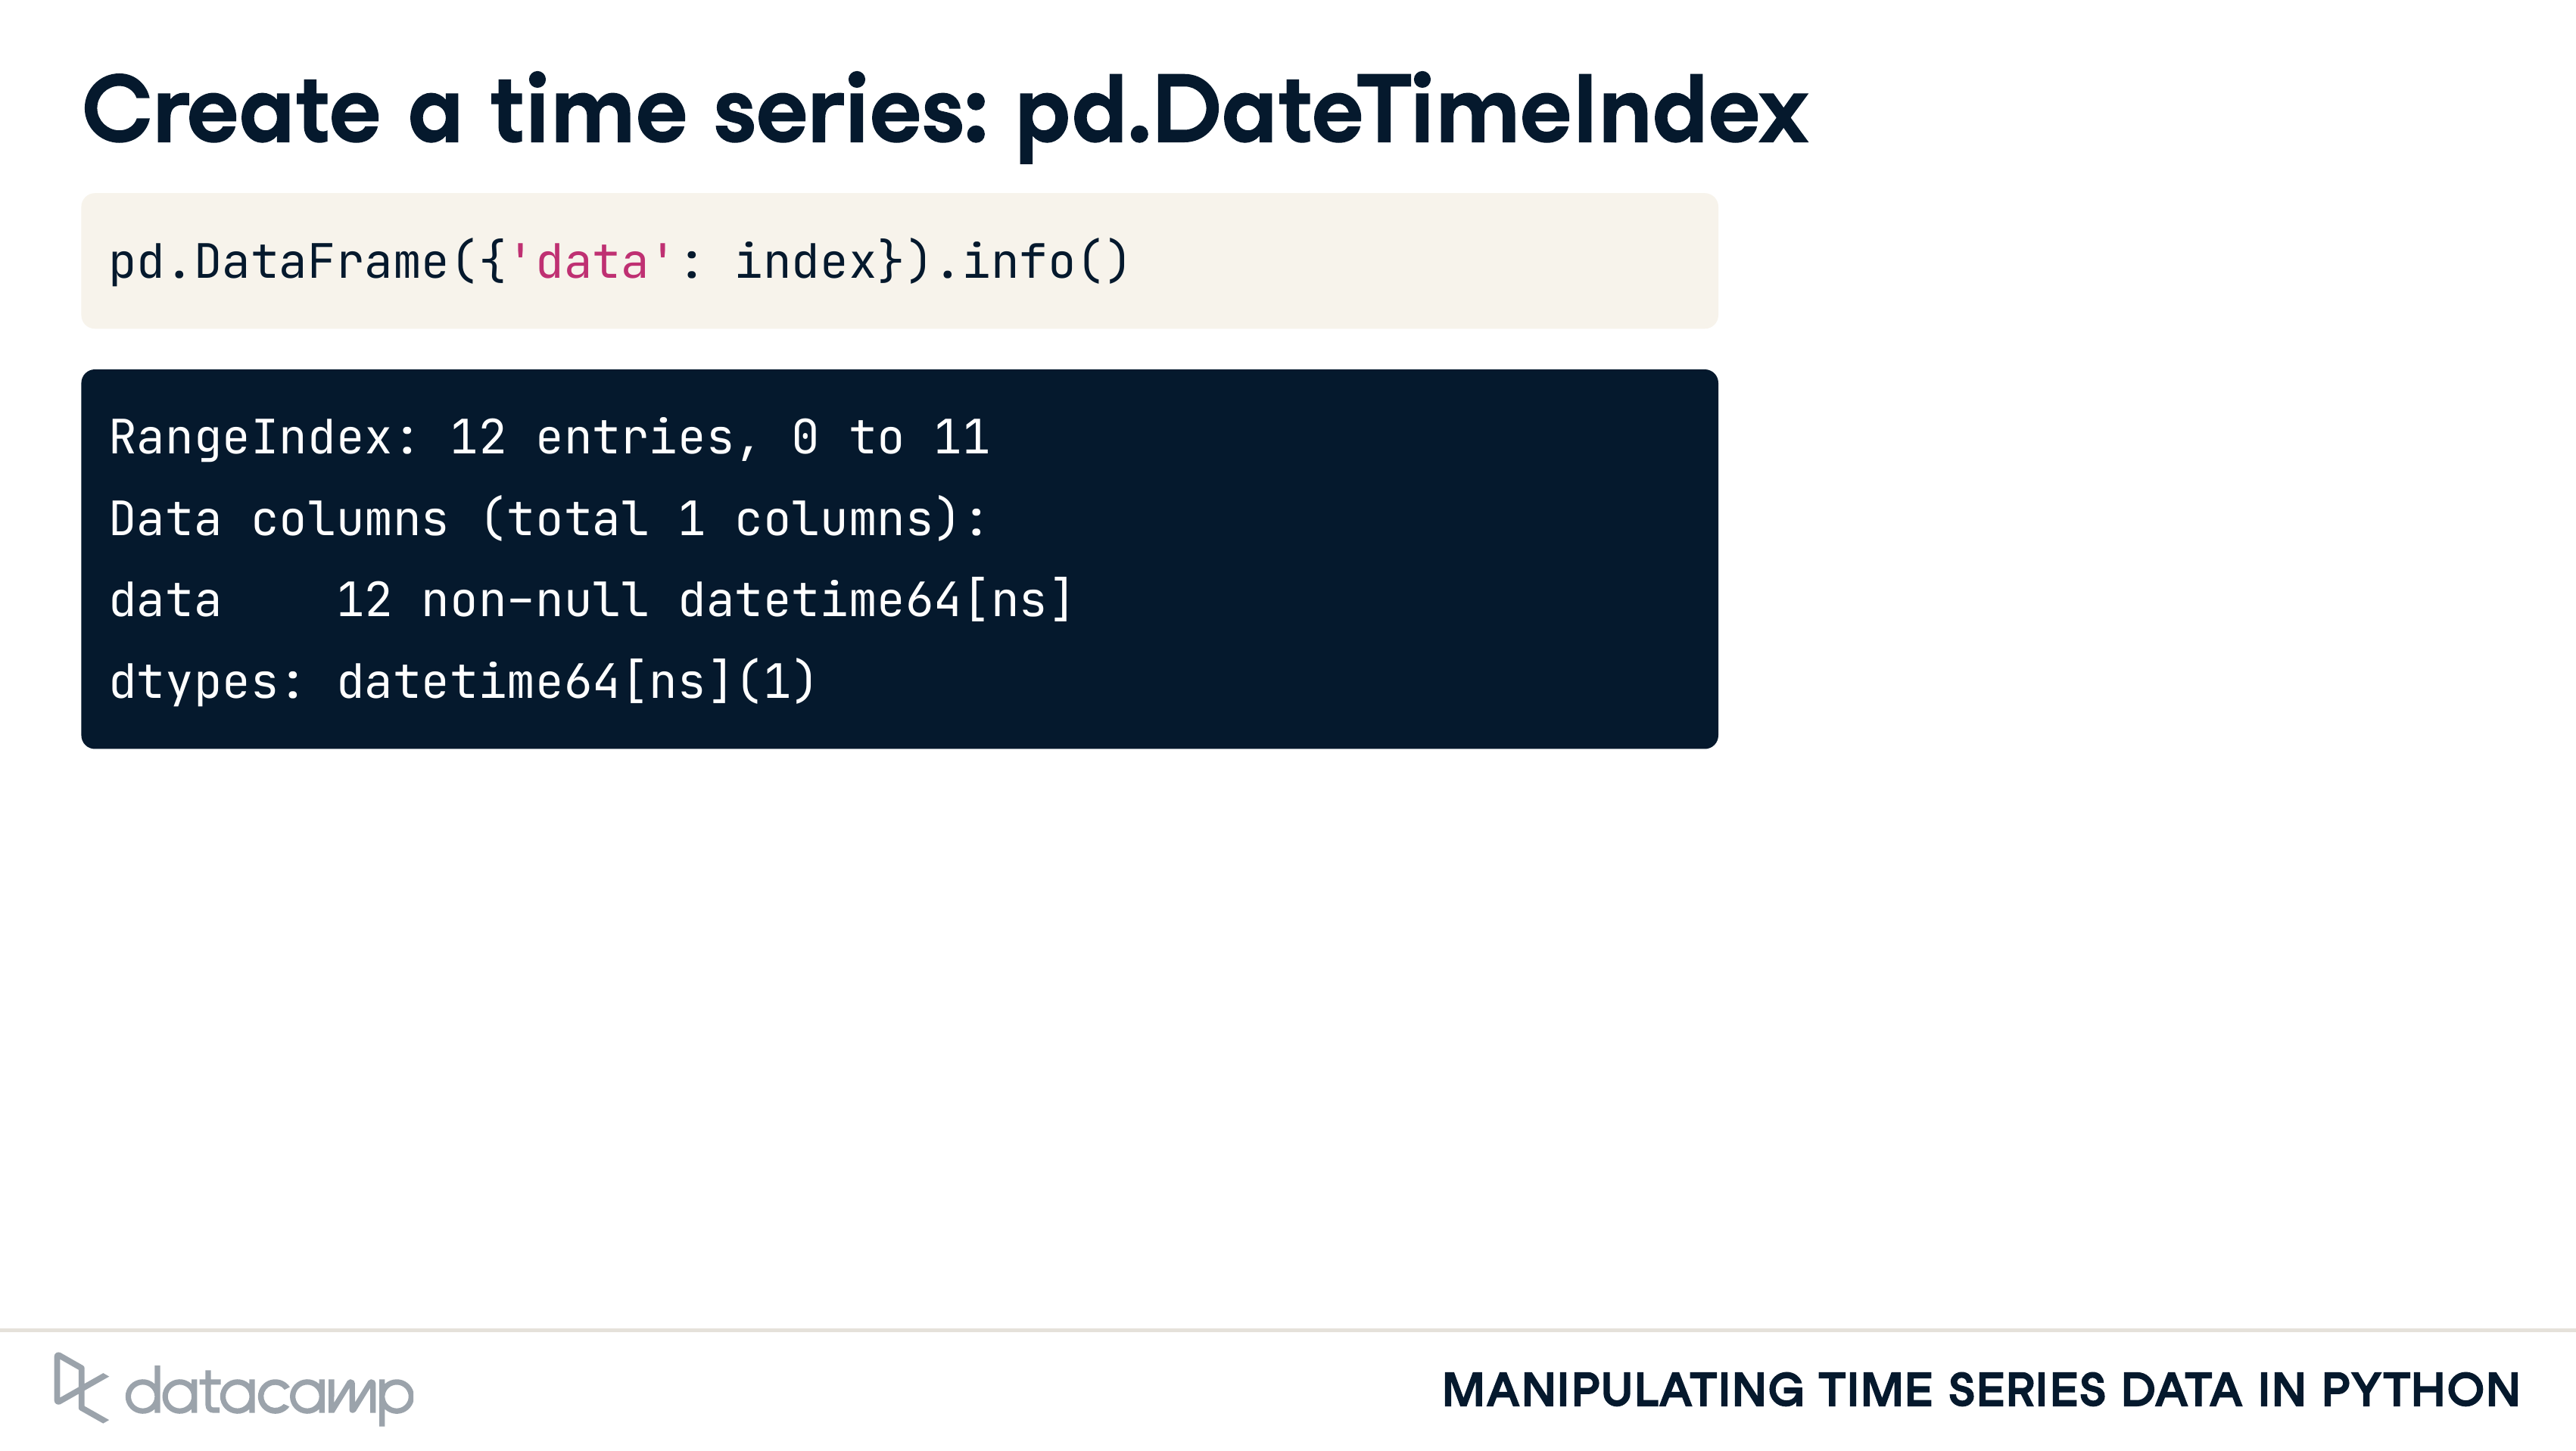 Create a time series: pd.DateTimeIndex
pd.DataFrame({'data': index}).info()
RangeIndex: 12 entries, 0 to 11
Data columns (total 1 columns):
data    12 non-null datetime64[ns]
dtypes: datetime64[ns](1)
datacamp
MANIPULATING TIME SERIES DATA IN PYTHON